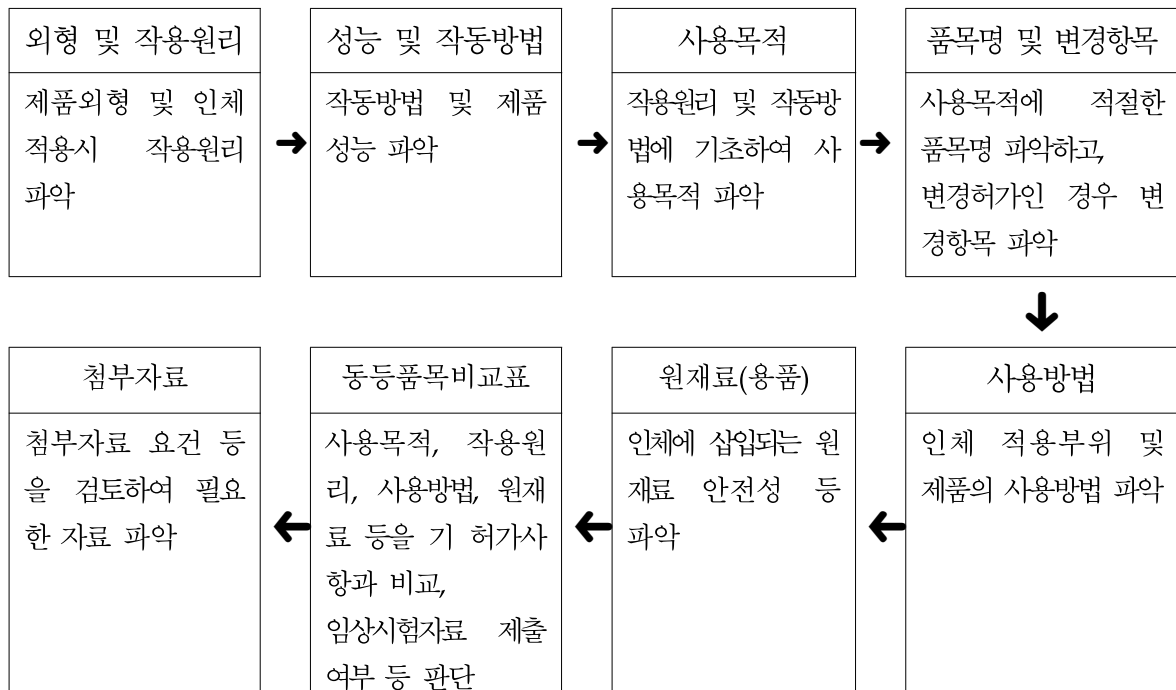 외형 및 작용원리
제품외형 및 인체
적용시 작용원리
파악
성능 및 작동방법
작동방법 및 제품
성능 파악
사용목적
작용원리 및 작동방
법에 기초하여 사
용목적 파악
품목명 및 변경항목
사용목적에 적절한
품목명 파악하고,
변경허가인 경우 변
경항목 파악
사용방법
인체 적용부위 및
제품의 사용방법 파악
원재료(용품)
인체에 삽입되는 원
재료 안전성 등
파악
동등품목비교표
사용목적, 작용원
리, 사용방법, 원재
료 등을 기 허가사
항과 비교,
임상시험자료 제출
여부 등 판단
첨부자료
첨부자료 요건 등
을 검토하여 필요
한 자료 파악